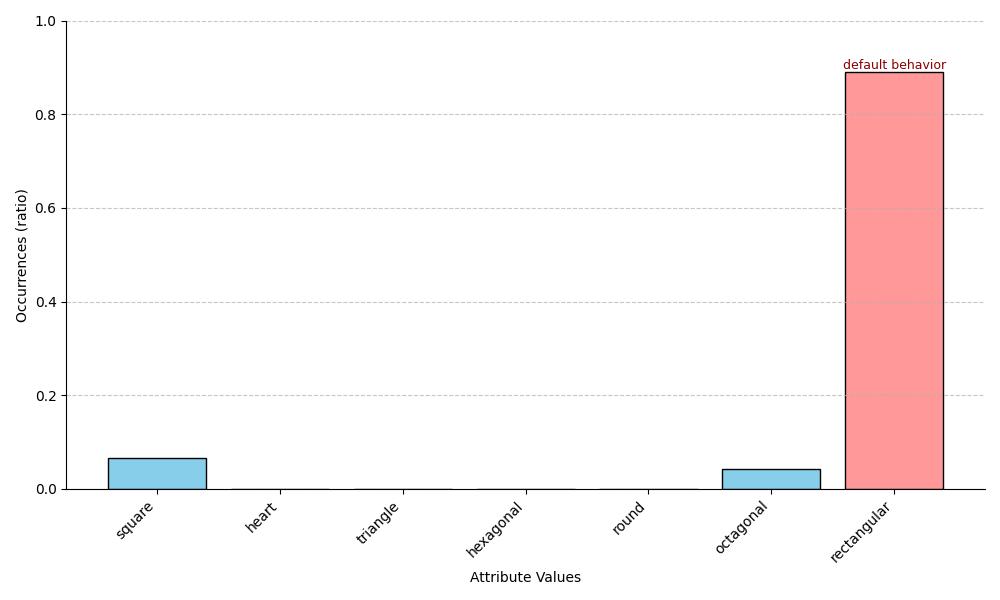 1.0
default behavior
0.8
0.6
0.4
0.2
0.0
Occurrences (ratio)
square
heart
triangle
hexagonal
round
octagonal
rectangular
Attribute Values